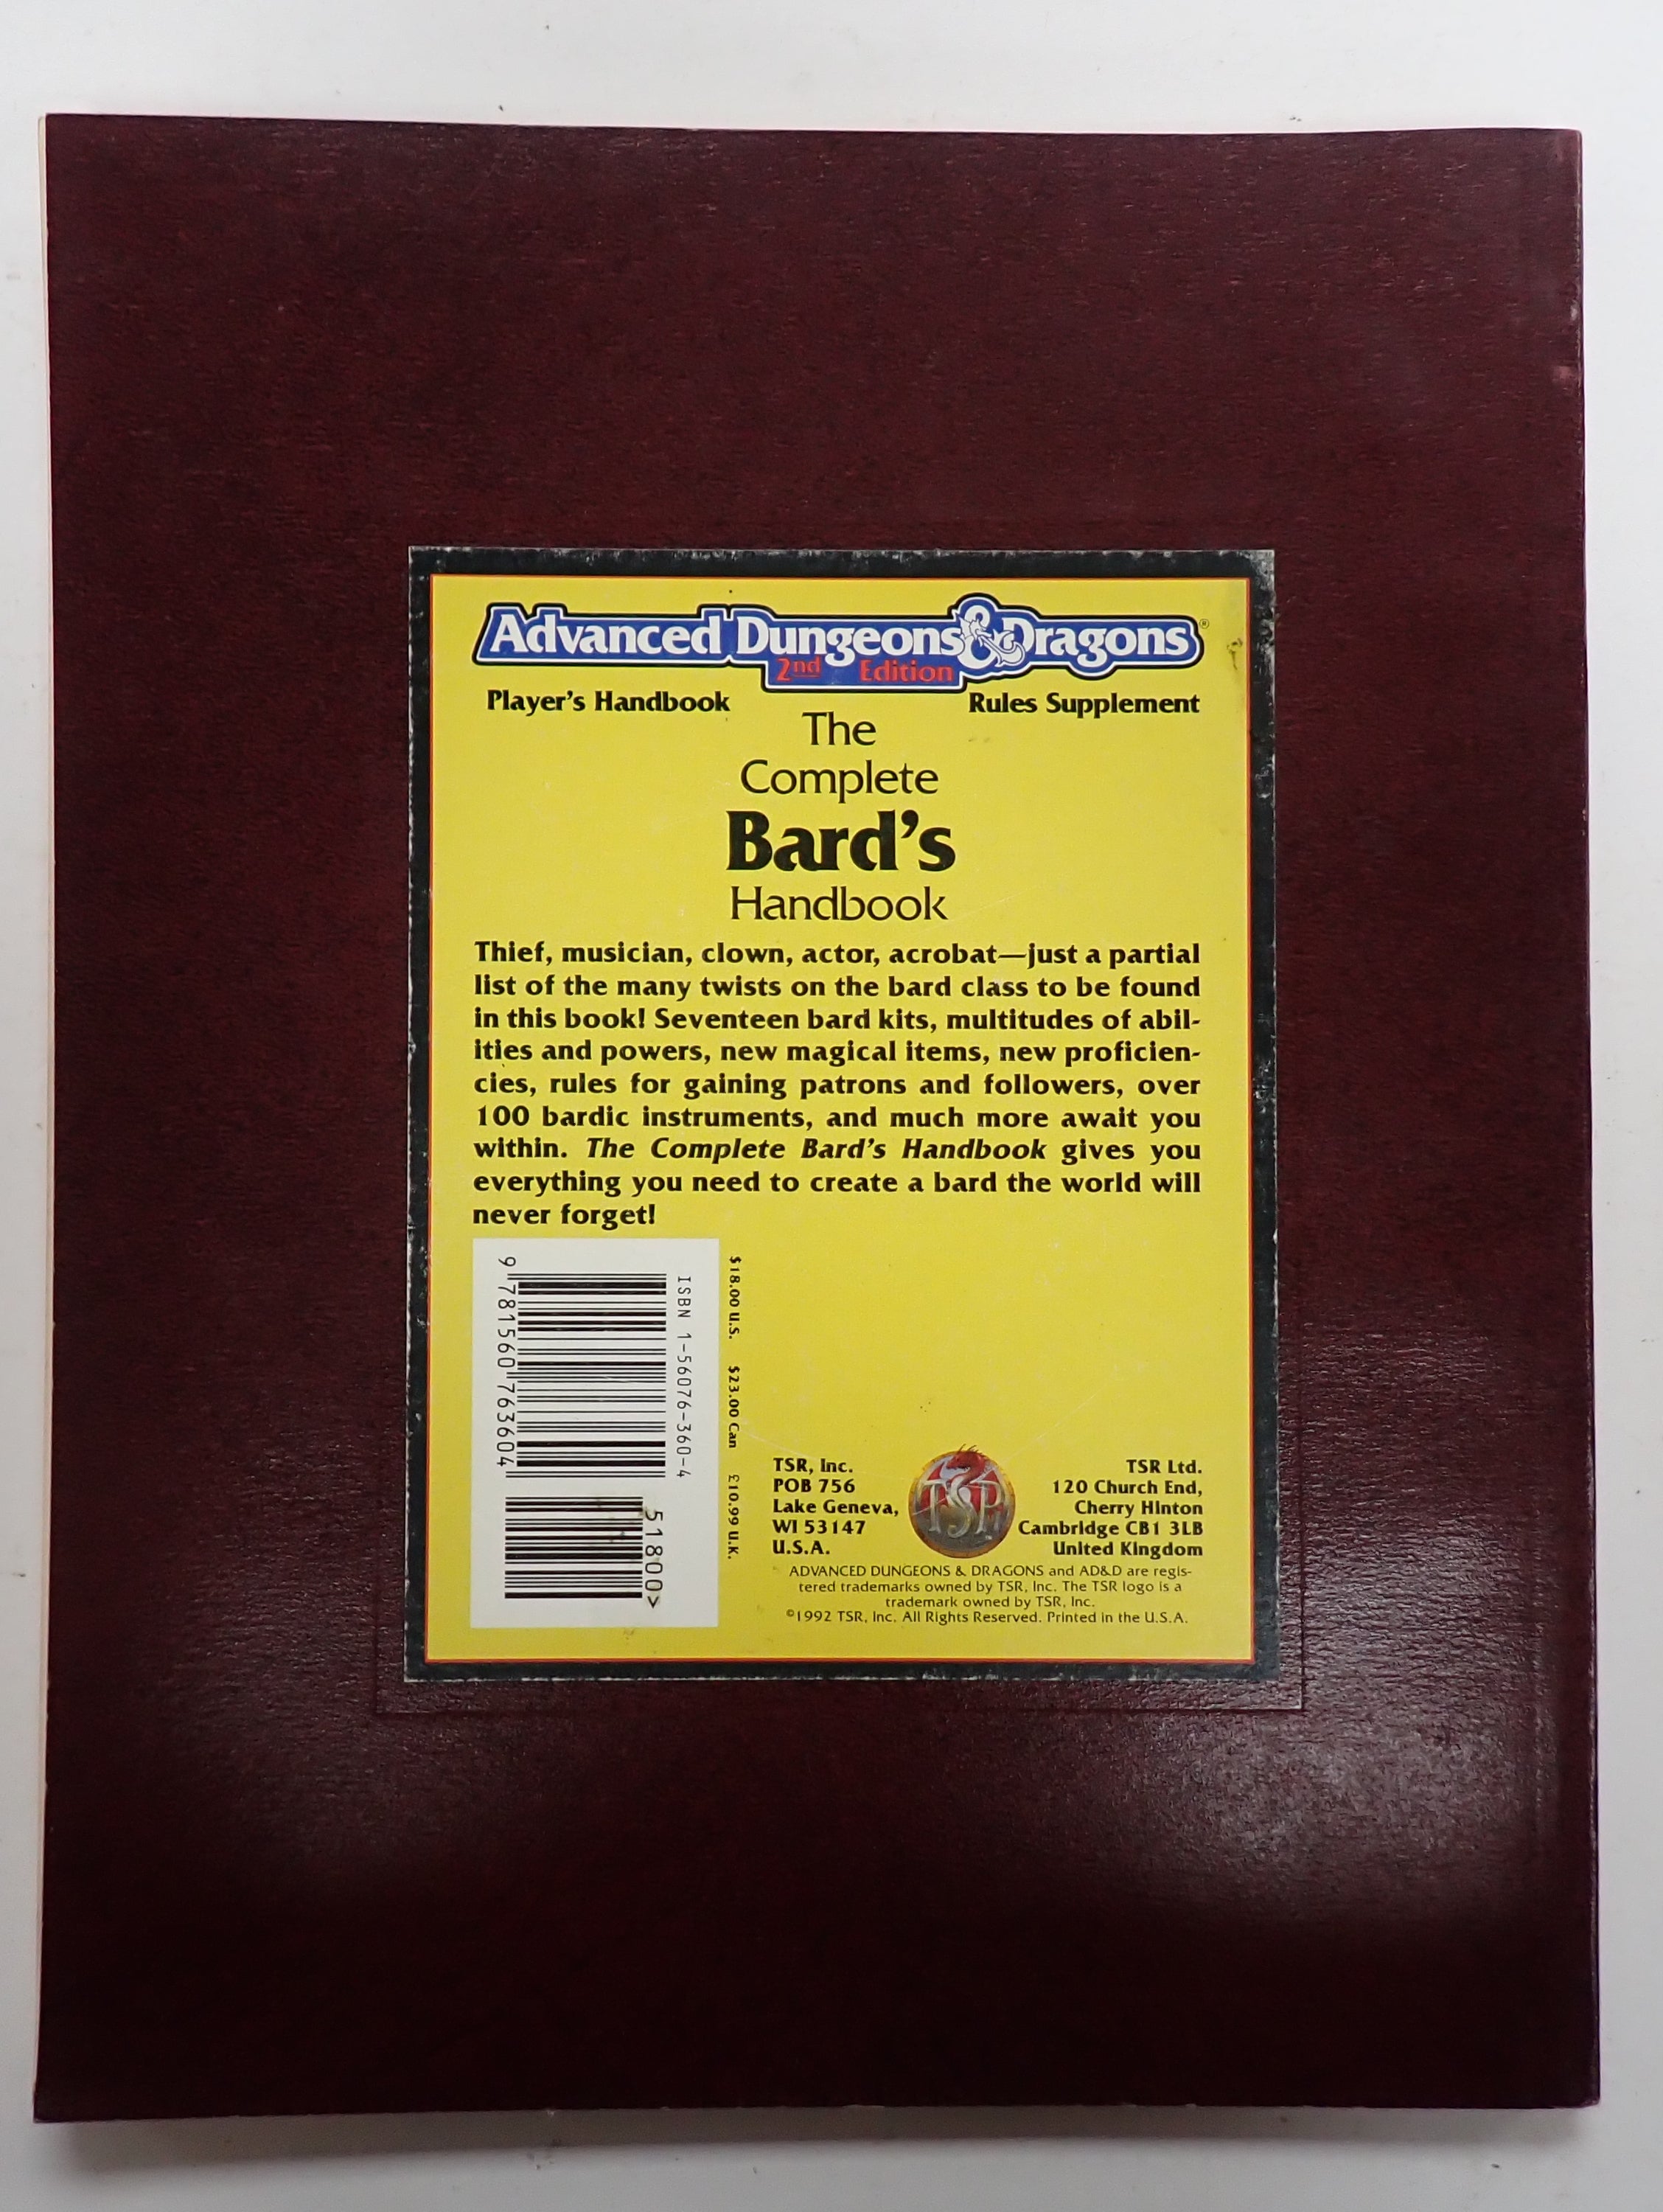 Advanced Dungeons & Dragons®
2nd Edition
Player's Handbook Rules Supplement
The
Complete
Bard's
Handbook
Thief, musician, clown, actor, acrobat—just a partial
list of the many twists on the bard class to be found
in this book! Seventeen bard kits, multitudes of abil-
ities and powers, new magical items, new proficien-
cies, rules for gaining patrons and followers, over
100 bardic instruments, and much more await you
within. The Complete Bard's Handbook gives you
everything you need to create a bard the world will
never forget!
ISBN 1-56076-360-4
9 781560 763604
51800>
$18.00 U.S. $23.00 Can £10.99 U.K.
TSR, Inc.
POB 756
Lake Geneva,
WI 53147
U.S.A.
TSR
TSR Ltd.
120 Church End,
Cherry Hinton
Cambridge CB1 3LB
United Kingdom
ADVANCED DUNGEONS & DRAGONS and AD&D are regis-
tered trademarks owned by TSR, Inc. The TSR logo is a
trademark owned by TSR, Inc.
©1992 TSR, Inc. All Rights Reserved. Printed in the U.S.A.